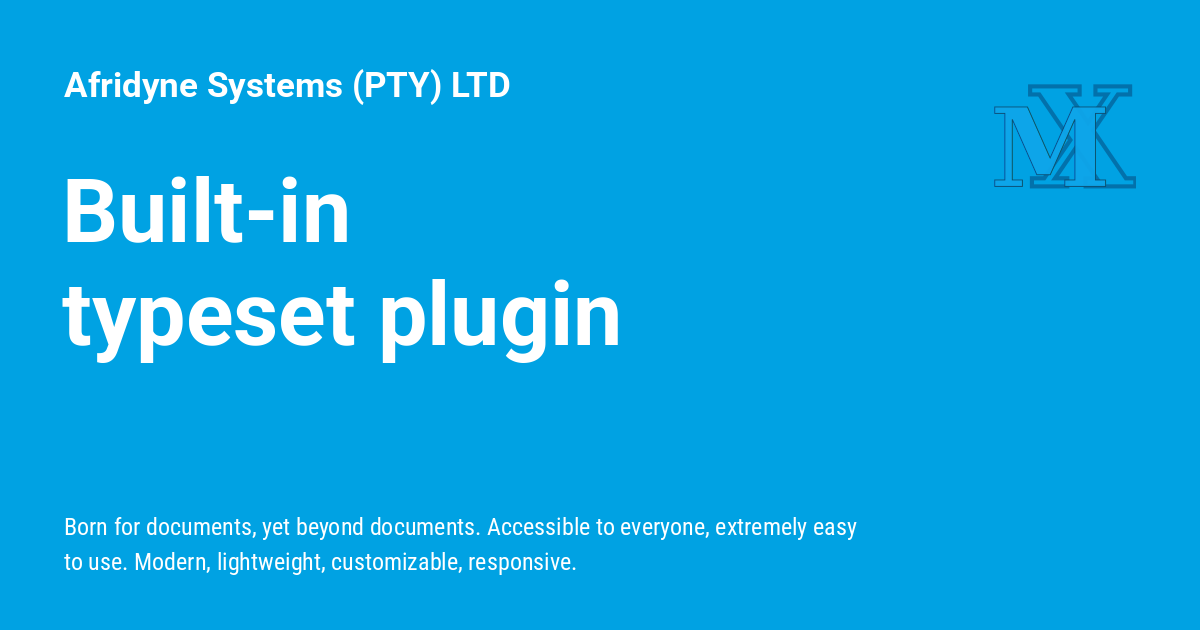 Afridyne Systems (PTY) LTD
MX
Built-in
typeset plugin
Born for documents, yet beyond documents. Accessible to everyone, extremely easy
to use. Modern, lightweight, customizable, responsive.